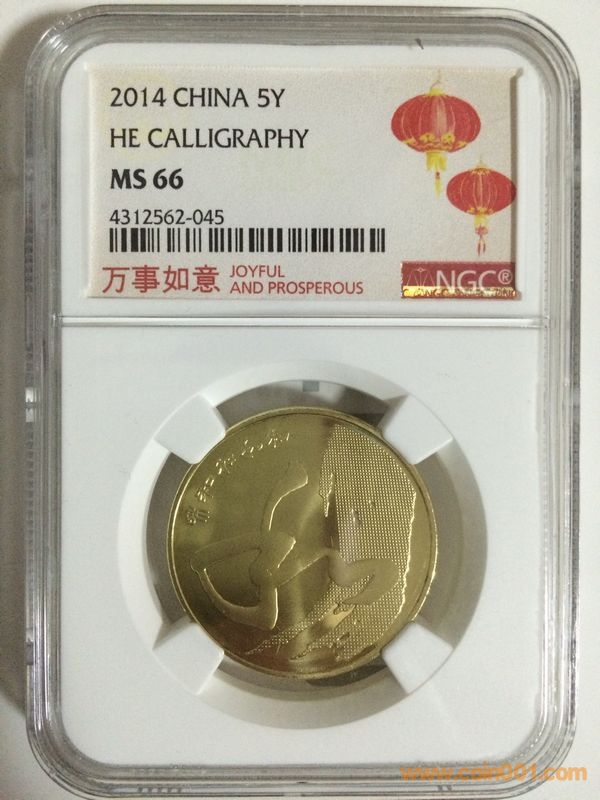 2014 CHINA 5Y
HE CALLIGRAPHY
MS 66
4312562-045
万事如意 JOYFUL
AND PROSPEROUS
NGC®
www.coin001.com